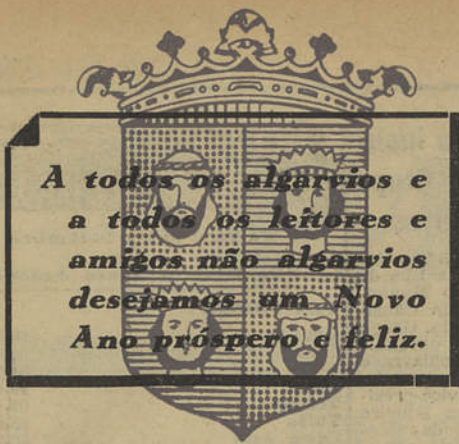 A todos os algarvios e
a todos os leitores e
amigos não algarvios
desejamos um Novo
Ano próspero e feliz.